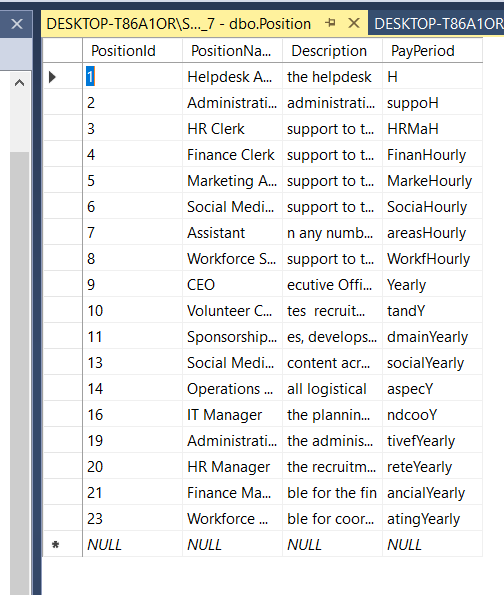 DESKTOP-T86A1OR\S..._7 - dbo.Position DESKTOP-T86A1OR
PositionId PositionNa... Description PayPeriod
1 Helpdesk A... the helpdesk H
2 Administrati... administrati... suppoH
3 HR Clerk support to t... HRMaH
4 Finance Clerk support to t... FinanHourly
5 Marketing A... support to t... MarkeHourly
6 Social Medi... support to t... SociaHourly
7 Assistant n any numb... areasHourly
8 Workforce S... support to t... WorkfHourly
9 CEO ecutive Offi... Yearly
10 Volunteer C... tes recruit... tandY
11 Sponsorship... es, develops... dmainYearly
13 Social Medi... content acr... socialYearly
14 Operations ... all logistical aspecY
16 IT Manager the plannin... ndcooY
19 Administrati... the adminis... tivefYearly
20 HR Manager the recruitm... reteYearly
21 Finance Ma... ble for the fin ancialYearly
23 Workforce ... ble for coor... atingYearly
* NULL NULL NULL NULL